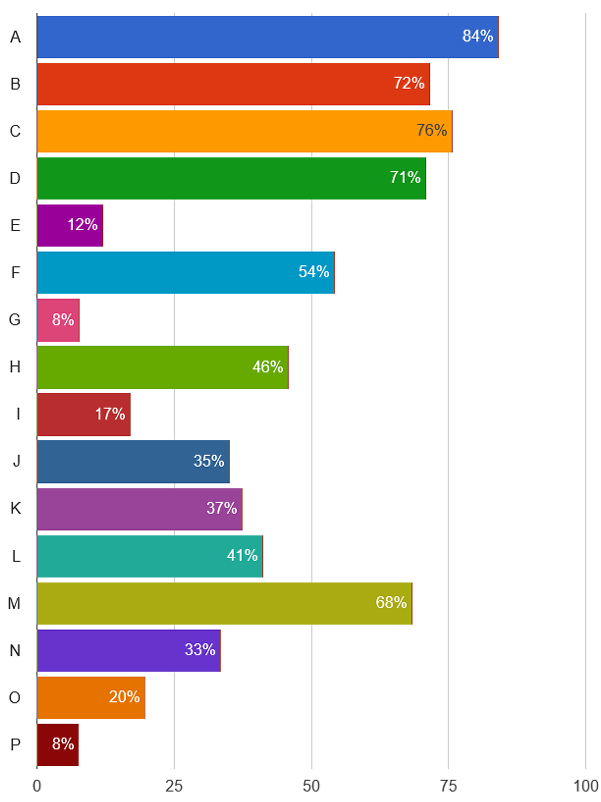 A 84%
B 72%
C 76%
D 71%
E 12%
F 54%
G 8%
H 46%
I 17%
J 35%
K 37%
L 41%
M 68%
N 33%
O 20%
P 8%
0 25 50 75 100